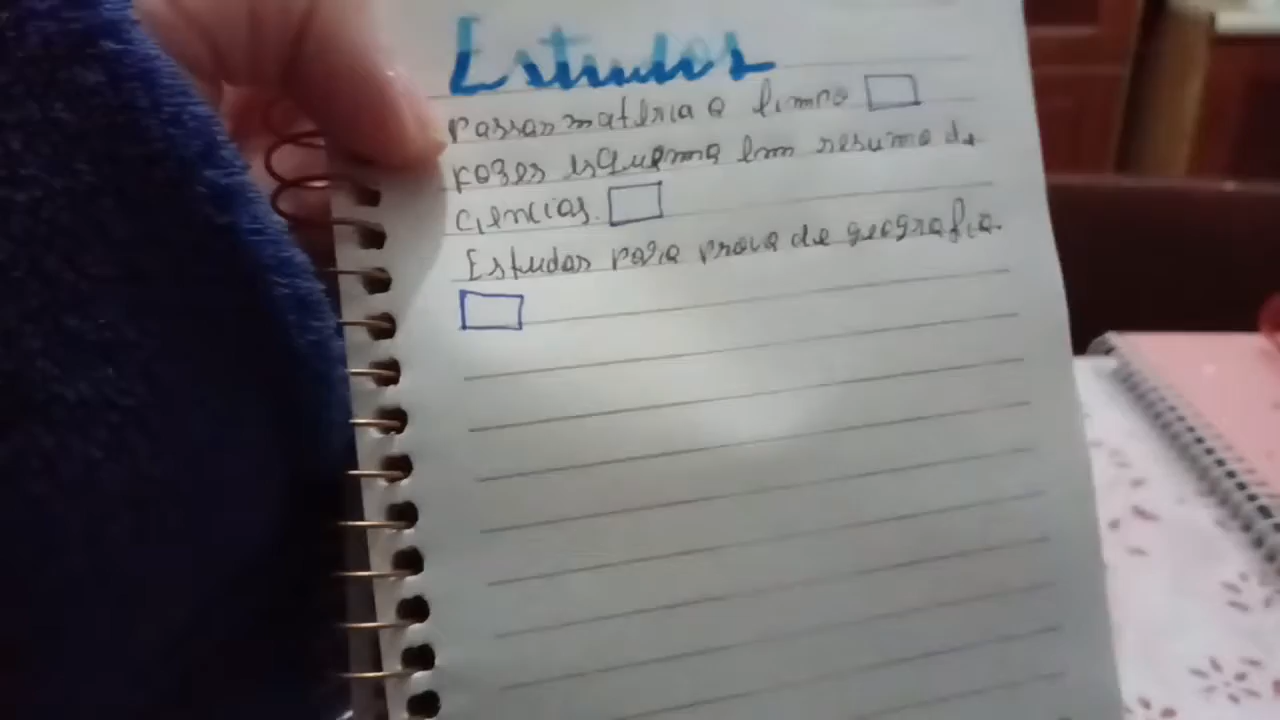 Estudos
Passar matéria a limpo
Fazer esquema em resumo de
Ciências.
Estudar para prova de geografia.